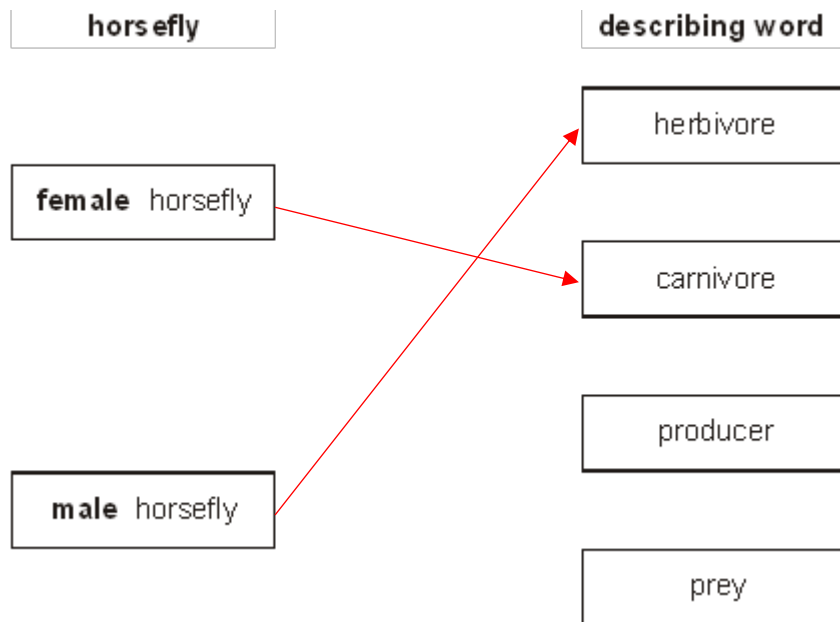 horsefly
describing word
herbivore
female horsefly
carnivore
producer
male horsefly
prey